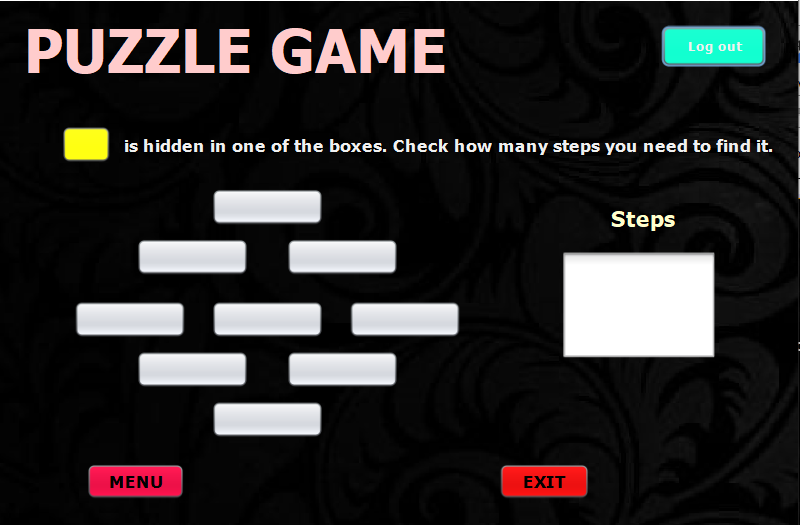 PUZZLE GAME
Log out
is hidden in one of the boxes. Check how many steps you need to find it.
Steps
MENU
EXIT